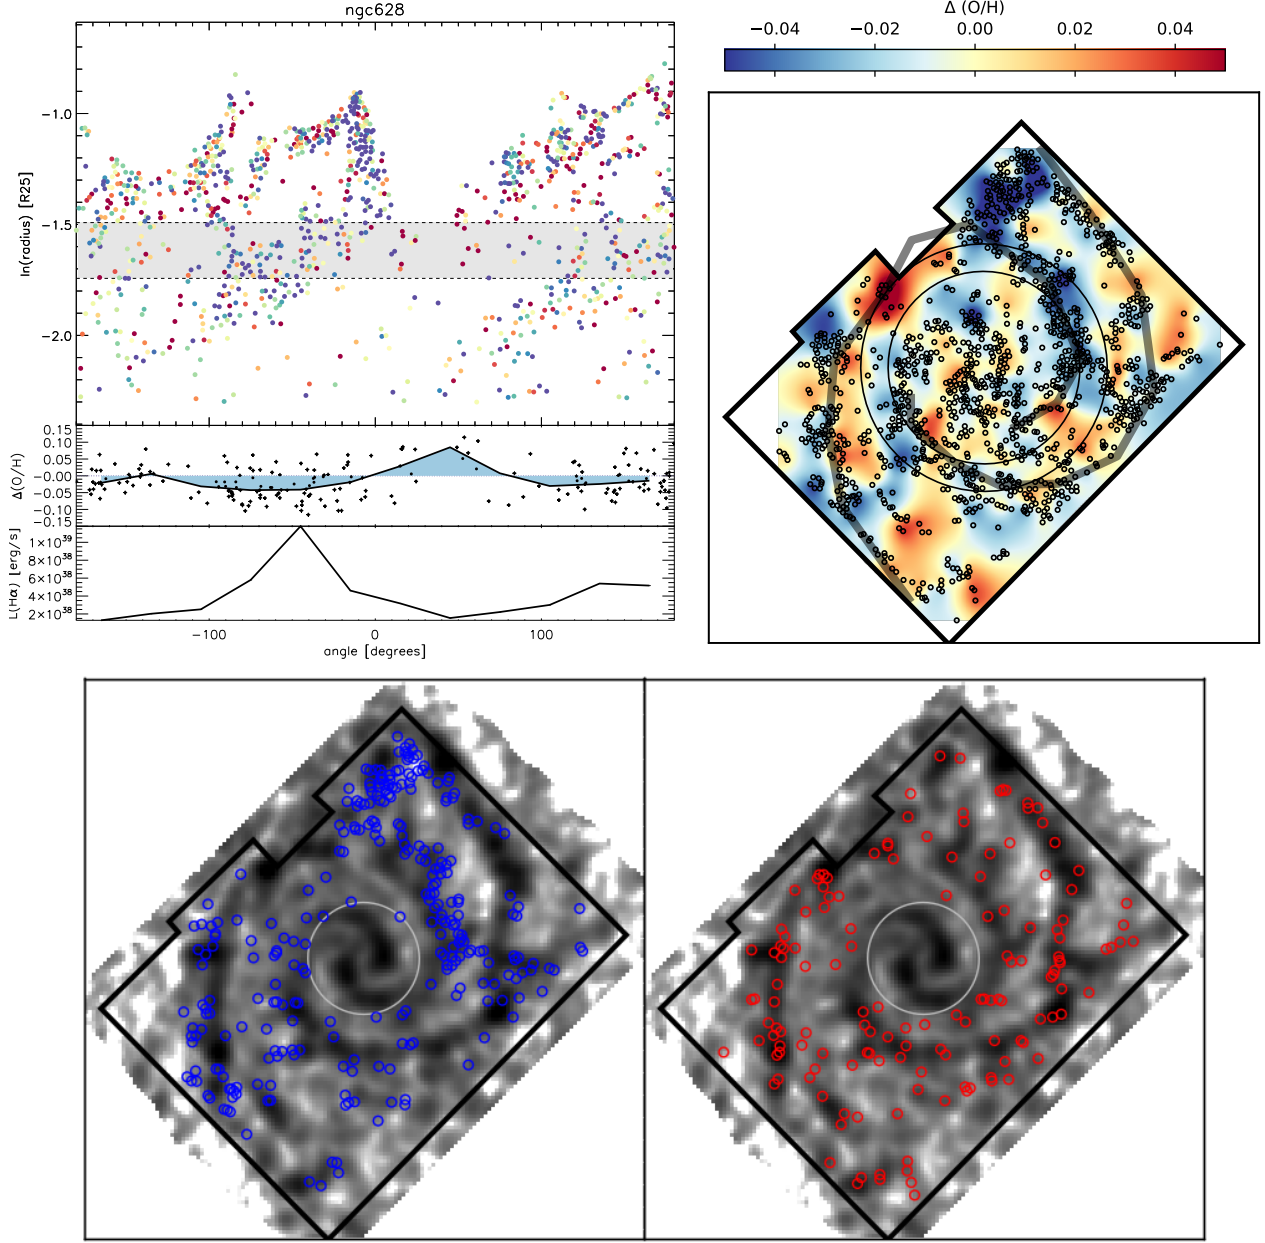 ngc628
Δ (O/H)
−0.04 −0.02 0.00 0.02 0.04
ln(radius) [R25]
−1.0
−1.5
−2.0
Δ(O/H)
0.15
0.10
0.05
−0.00
−0.05
−0.10
−0.15
L(Hα) [erg/s]
1×10³⁹
8×10³⁸
6×10³⁸
4×10³⁸
2×10³⁸
−100 0 100
angle [degrees]